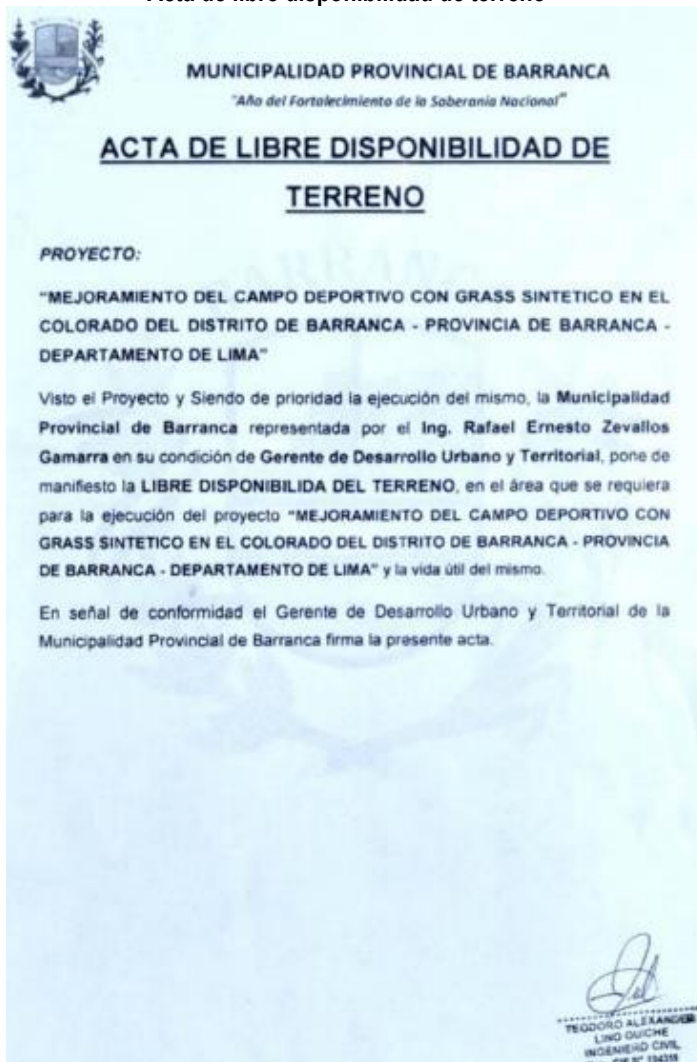 Acta de libre disponibilidad de terreno
MUNICIPALIDAD PROVINCIAL DE BARRANCA
"Año del Fortalecimiento de la Soberanía Nacional"
ACTA DE LIBRE DISPONIBILIDAD DE
TERRENO
PROYECTO:
"MEJORAMIENTO DEL CAMPO DEPORTIVO CON GRASS SINTETICO EN EL
COLORADO DEL DISTRITO DE BARRANCA - PROVINCIA DE BARRANCA -
DEPARTAMENTO DE LIMA"
Visto el Proyecto y Siendo de prioridad la ejecución del mismo, la Municipalidad
Provincial de Barranca representada por el Ing. Rafael Ernesto Zevallos
Gamarra en su condición de Gerente de Desarrollo Urbano y Territorial, pone de
manifiesto la LIBRE DISPONIBILIDA DEL TERRENO, en el área que se requiera
para la ejecución del proyecto "MEJORAMIENTO DEL CAMPO DEPORTIVO CON
GRASS SINTETICO EN EL COLORADO DEL DISTRITO DE BARRANCA - PROVINCIA
DE BARRANCA - DEPARTAMENTO DE LIMA" y la vida útil del mismo.
En señal de conformidad el Gerente de Desarrollo Urbano y Territorial de la
Municipalidad Provincial de Barranca firma la presente acta.
TEODORO ALEXANDER
LINO QUICHE
INGENIERO CIVIL